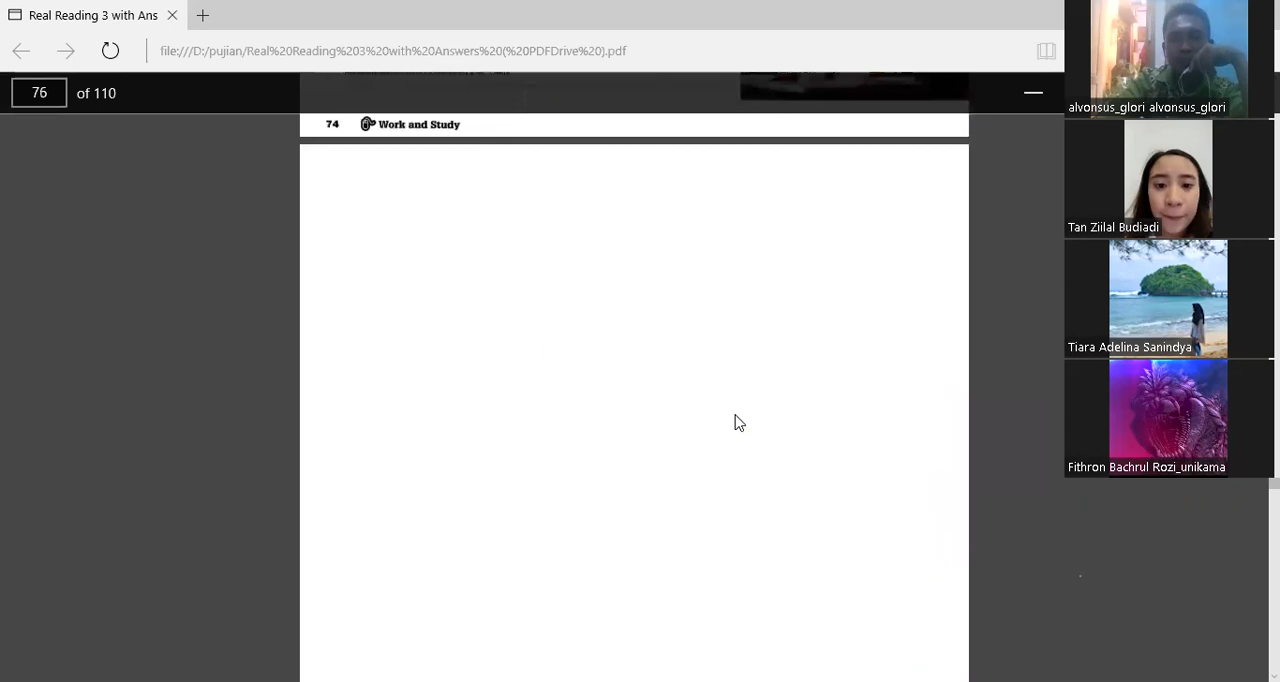 Real Reading 3 with Ans
file:///D:/pujian/Real%20Reading%203%20with%20Answers%20(%20PDFDrive%20).pdf
76 of 110
74 Work and Study
alvonsus_glori alvonsus_glori
Tan Ziilal Budiadi
Tiara Adelina Sanindya
Fithron Bachrul Rozi_unikama